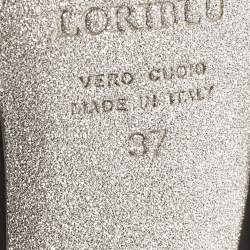 LORIBLU
VERO CUOIO
MADE IN ITALY
37